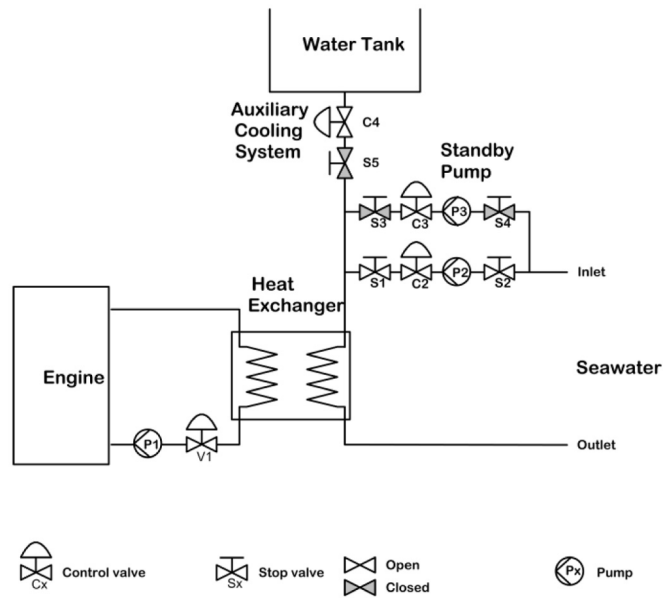 Water Tank
Auxiliary
Cooling
System
C4
S5
Standby
Pump
P3
S3
C3
S4
P2
S1
C2
S2
Inlet
Heat
Exchanger
Engine
Seawater
P1
V1
Outlet
Cx
Control valve
Sx
Stop valve
Open
Closed
Px
Pump